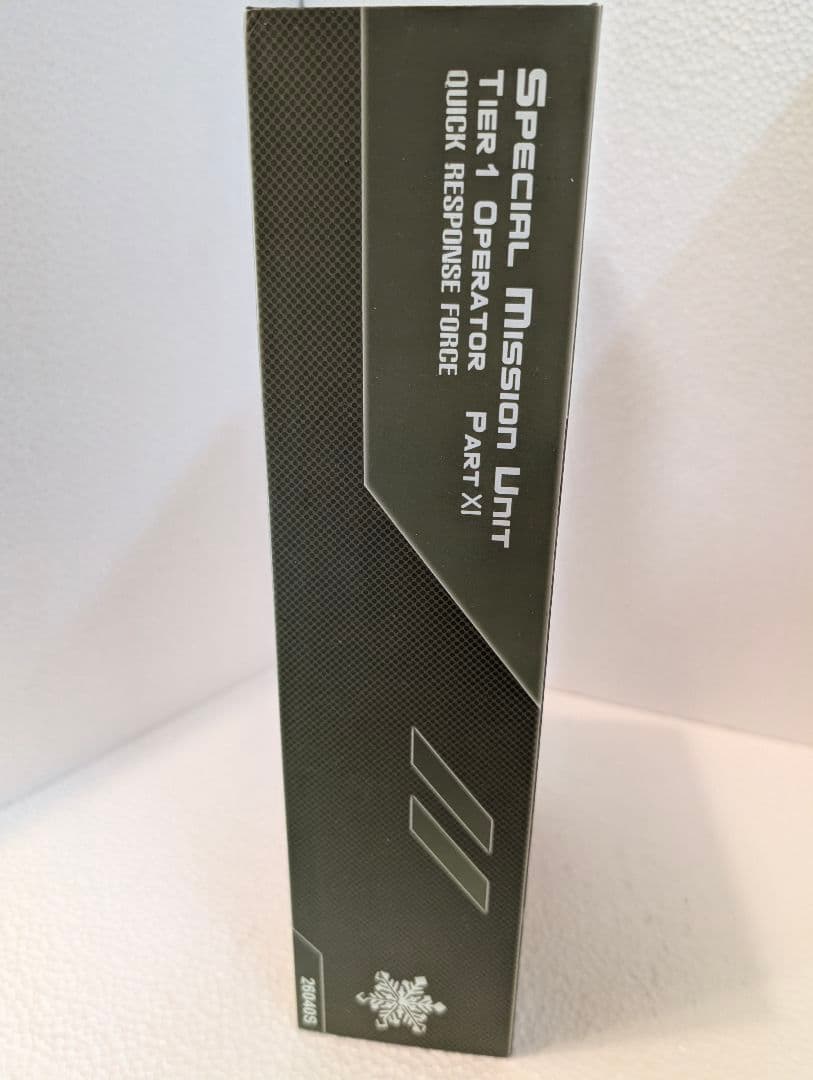 Special Mission Unit
Tier 1 Operator Part XI
QUICK RESPONSE FORCE
26040S